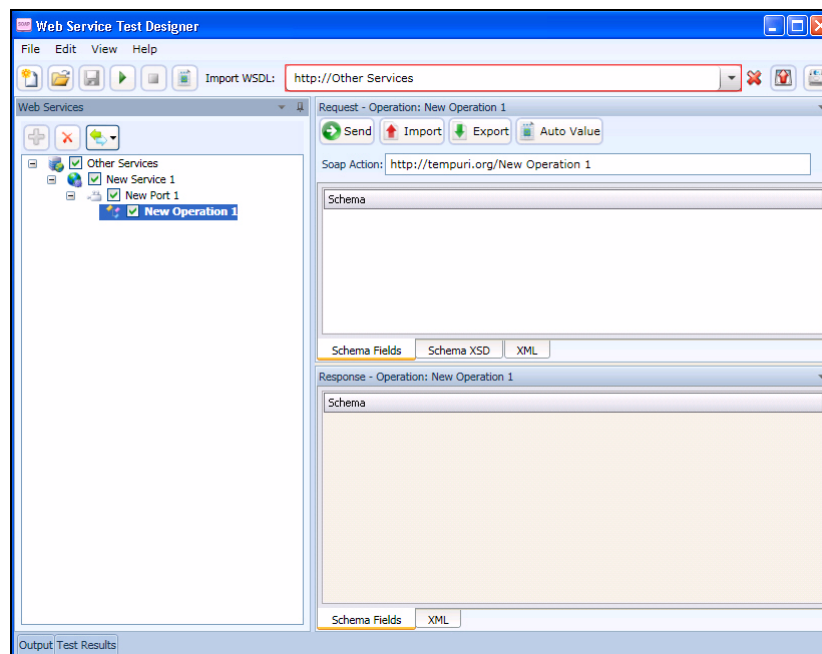 SOAP Web Service Test Designer
File Edit View Help
Import WSDL: http://Other Services
Web Services
Other Services
New Service 1
New Port 1
New Operation 1
Request - Operation: New Operation 1
Send Import Export Auto Value
Soap Action: http://tempuri.org/New Operation 1
Schema
Schema Fields Schema XSD XML
Response - Operation: New Operation 1
Schema
Schema Fields XML
Output Test Results